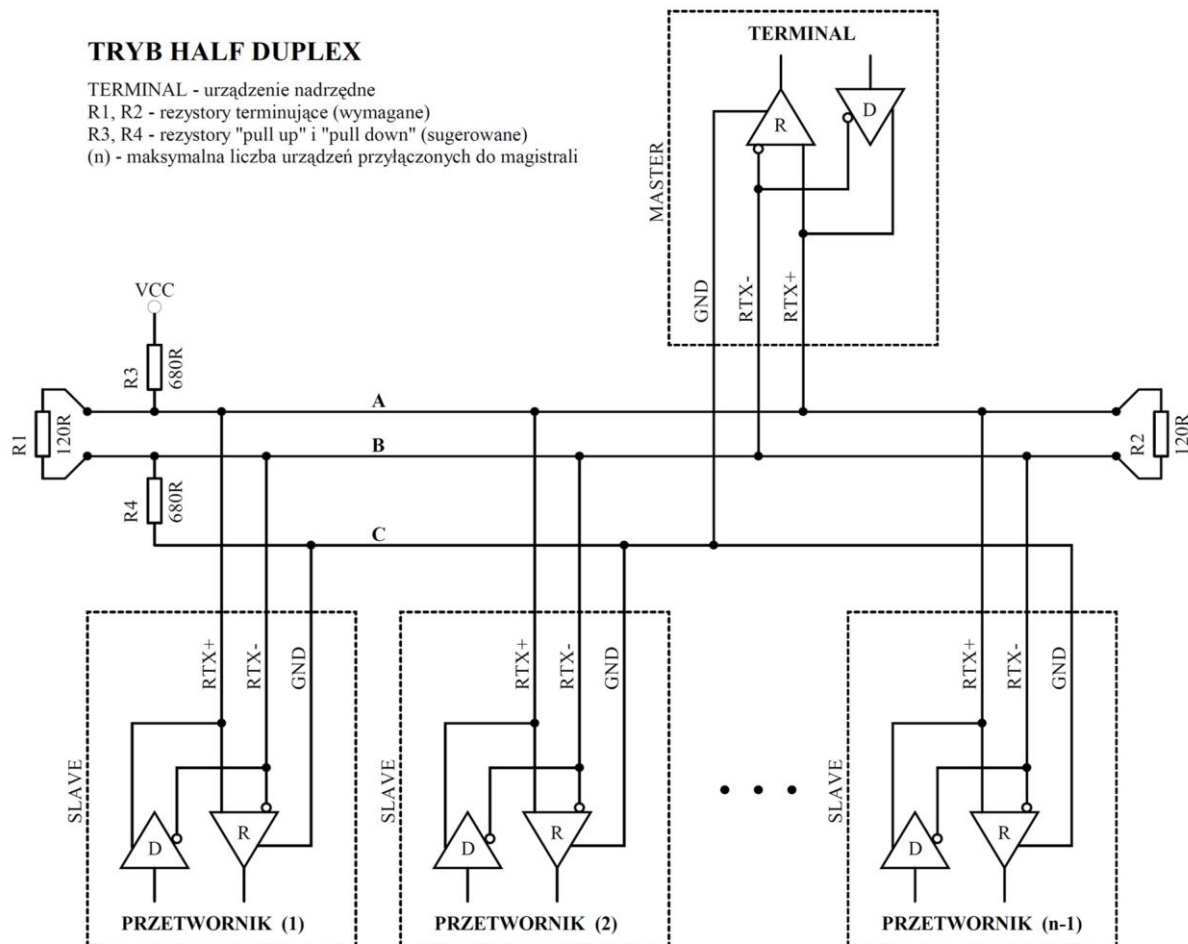 TRYB HALF DUPLEX
TERMINAL - urządzenie nadrzędne
R1, R2 - rezystory terminujące (wymagane)
R3, R4 - rezystory "pull up" i "pull down" (sugerowane)
(n) - maksymalna liczba urządzeń przyłączonych do magistrali
TERMINAL
R
D
MASTER
GND
RTX-
RTX+
VCC
R3
680R
R1
120R
A
B
R2
120R
R4
680R
C
SLAVE
RTX+
RTX-
GND
D
R
PRZETWORNIK (1)
SLAVE
RTX+
RTX-
GND
D
R
PRZETWORNIK (2)
SLAVE
RTX+
RTX-
GND
D
R
PRZETWORNIK (n-1)